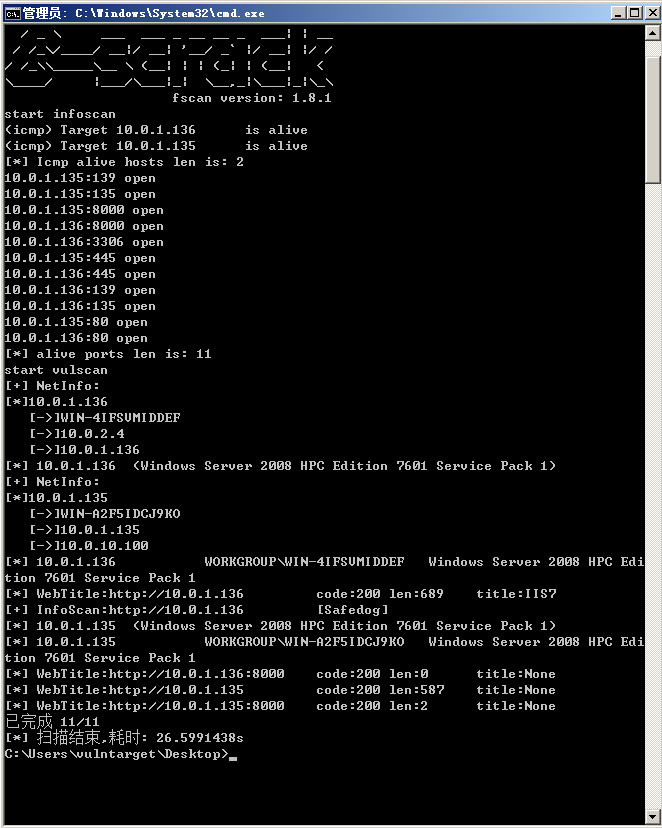 管理员: C:\Windows\System32\cmd.exe
fscan version: 1.8.1
start infoscan
(icmp) Target 10.0.1.136      is alive
(icmp) Target 10.0.1.135      is alive
[*] Icmp alive hosts len is: 2
10.0.1.135:139 open
10.0.1.135:135 open
10.0.1.135:8000 open
10.0.1.136:8000 open
10.0.1.136:3306 open
10.0.1.135:445 open
10.0.1.136:445 open
10.0.1.136:139 open
10.0.1.136:135 open
10.0.1.135:80 open
10.0.1.136:80 open
[*] alive ports len is: 11
start vulscan
[+] NetInfo:
[*]10.0.1.136
   [->]WIN-4IFSVMIDDEF
   [->]10.0.2.4
   [->]10.0.1.136
[*] 10.0.1.136  (Windows Server 2008 HPC Edition 7601 Service Pack 1)
[+] NetInfo:
[*]10.0.1.135
   [->]WIN-A2F5IDCJ9KO
   [->]10.0.1.135
   [->]10.0.10.100
[*] 10.0.1.136           WORKGROUP\WIN-4IFSVMIDDEF   Windows Server 2008 HPC Edi
tion 7601 Service Pack 1
[*] WebTitle:http://10.0.1.136         code:200 len:689    title:IIS7
[+] InfoScan:http://10.0.1.136         [Safedog]
[*] 10.0.1.135  (Windows Server 2008 HPC Edition 7601 Service Pack 1)
[*] 10.0.1.135           WORKGROUP\WIN-A2F5IDCJ9KO   Windows Server 2008 HPC Edi
tion 7601 Service Pack 1
[*] WebTitle:http://10.0.1.136:8000    code:200 len:0      title:None
[*] WebTitle:http://10.0.1.135         code:200 len:587    title:None
[*] WebTitle:http://10.0.1.135:8000    code:200 len:2      title:None
已完成 11/11
[*] 扫描结束,耗时: 26.5991438s
C:\Users\vulntarget\Desktop>_